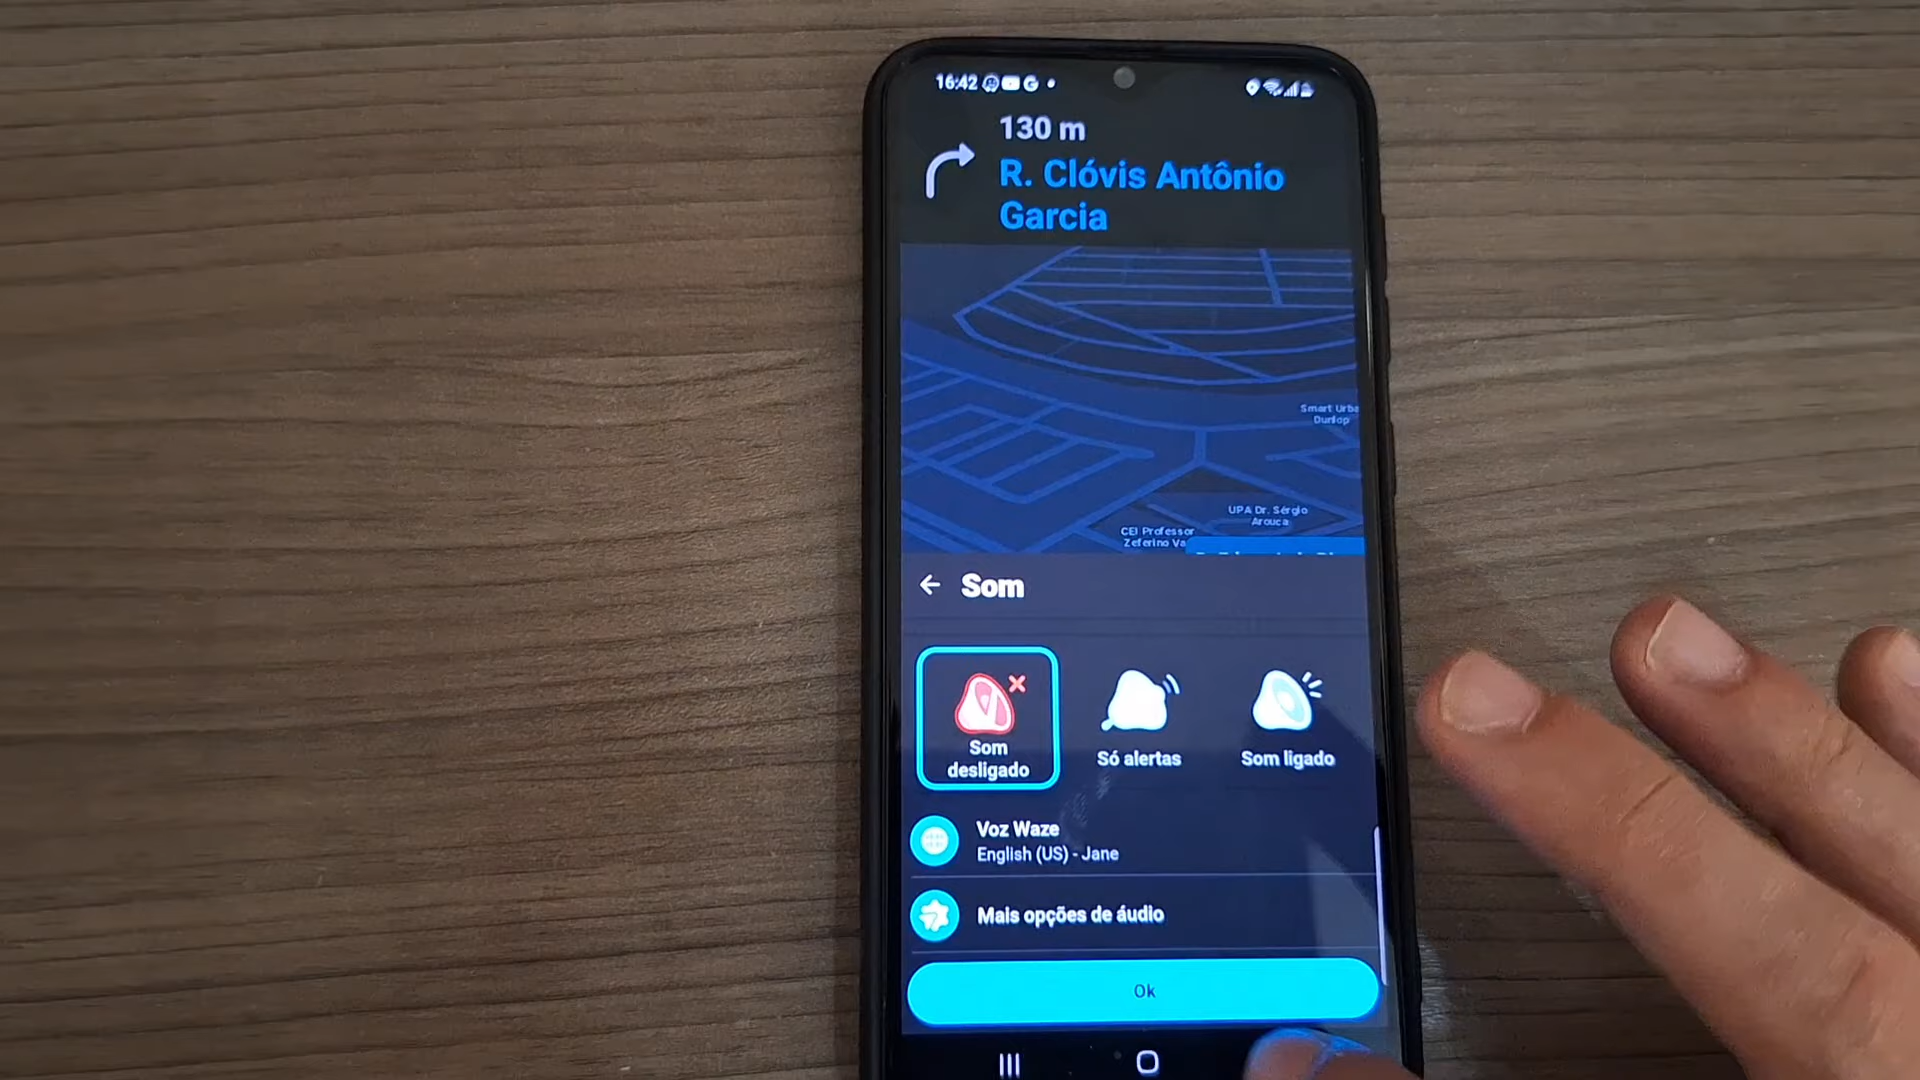 16:42
130 m
R. Clóvis Antônio
Garcia
Smart Urba
Dunlop
UPA Dr. Sérgio
Arouca
CEI Professor
Zeferino Va
Som
Som
desligado
Só alertas
Som ligado
Voz Waze
English (US) - Jane
Mais opções de áudio
Ok